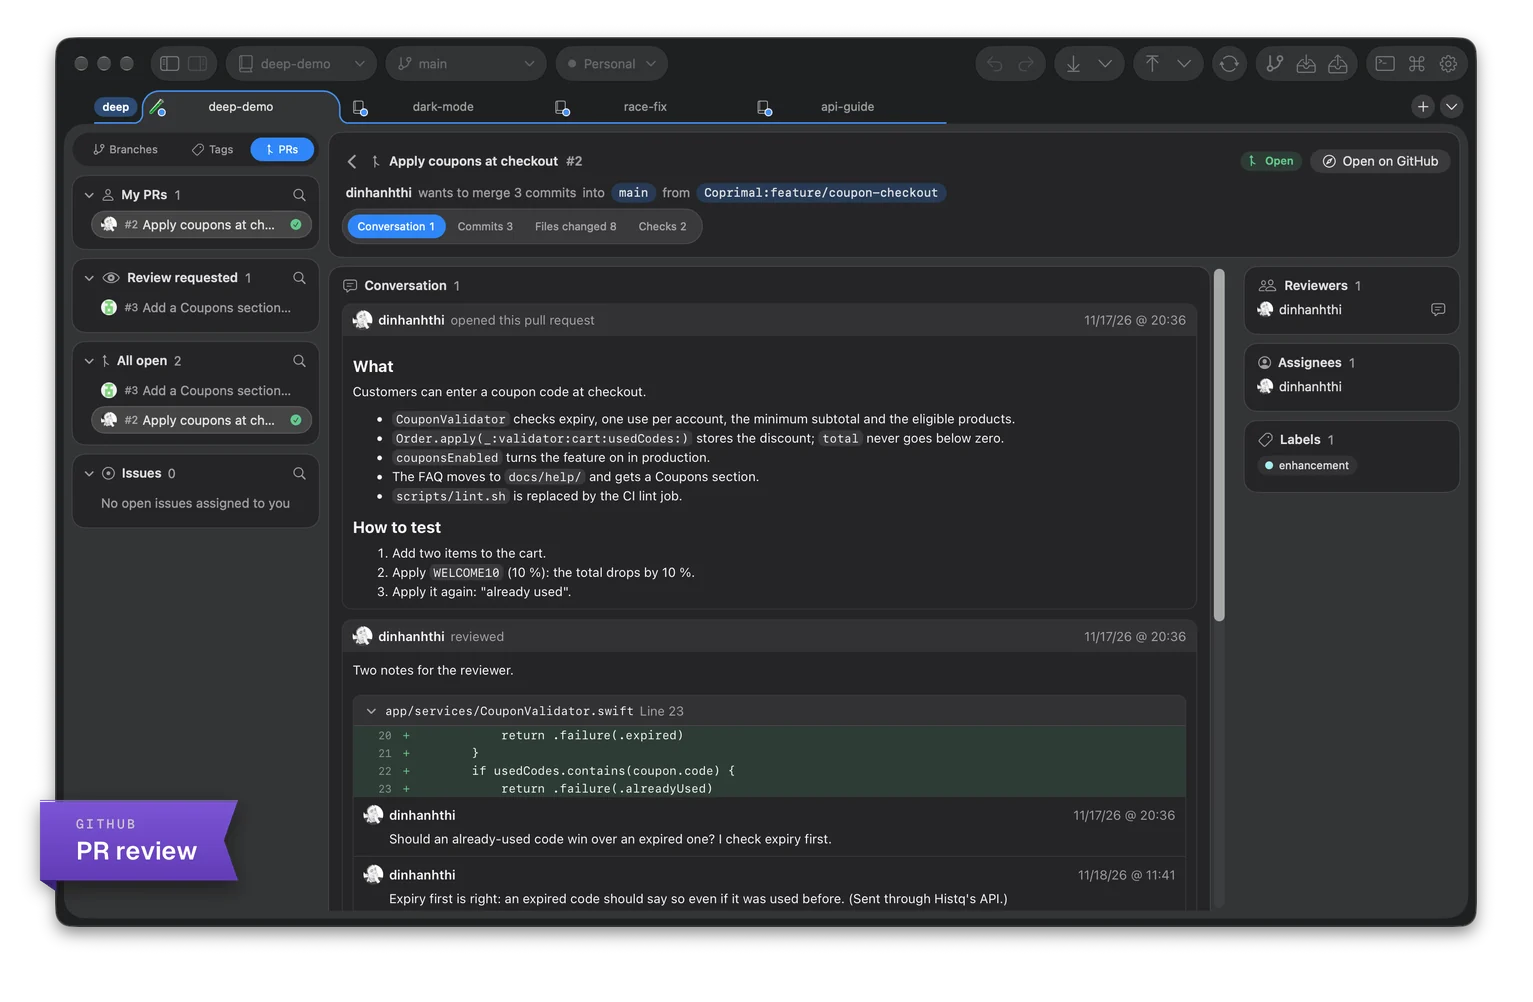 deep-demo
main
Personal
deep
deep-demo
dark-mode
race-fix
api-guide
Branches
Tags
PRs
My PRs 1
#2 Apply coupons at ch...
Review requested 1
#3 Add a Coupons section...
All open 2
#3 Add a Coupons section...
#2 Apply coupons at ch...
Issues 0
No open issues assigned to you
Apply coupons at checkout #2
Open
Open on GitHub
dinhanhthi wants to merge 3 commits into main from Coprimal:feature/coupon-checkout
Conversation 1
Commits 3
Files changed 8
Checks 2
Conversation 1
dinhanhthi opened this pull request 11/17/26 @ 20:36
What
Customers can enter a coupon code at checkout.
• CouponValidator checks expiry, one use per account, the minimum subtotal and the eligible products.
• Order.apply(_:validator:cart:usedCodes:) stores the discount; total never goes below zero.
• couponsEnabled turns the feature on in production.
• The FAQ moves to docs/help/ and gets a Coupons section.
• scripts/lint.sh is replaced by the CI lint job.
How to test
1. Add two items to the cart.
2. Apply WELCOME10 (10 %): the total drops by 10 %.
3. Apply it again: "already used".
dinhanhthi reviewed 11/17/26 @ 20:36
Two notes for the reviewer.
app/services/CouponValidator.swift Line 23
20 + return .failure(.expired)
21 + }
22 + if usedCodes.contains(coupon.code) {
23 + return .failure(.alreadyUsed)
dinhanhthi 11/17/26 @ 20:36
Should an already-used code win over an expired one? I check expiry first.
dinhanhthi 11/18/26 @ 11:41
Expiry first is right: an expired code should say so even if it was used before. (Sent through Histq's API.)
Reviewers 1
dinhanhthi
Assignees 1
dinhanhthi
Labels 1
enhancement
GITHUB
PR review